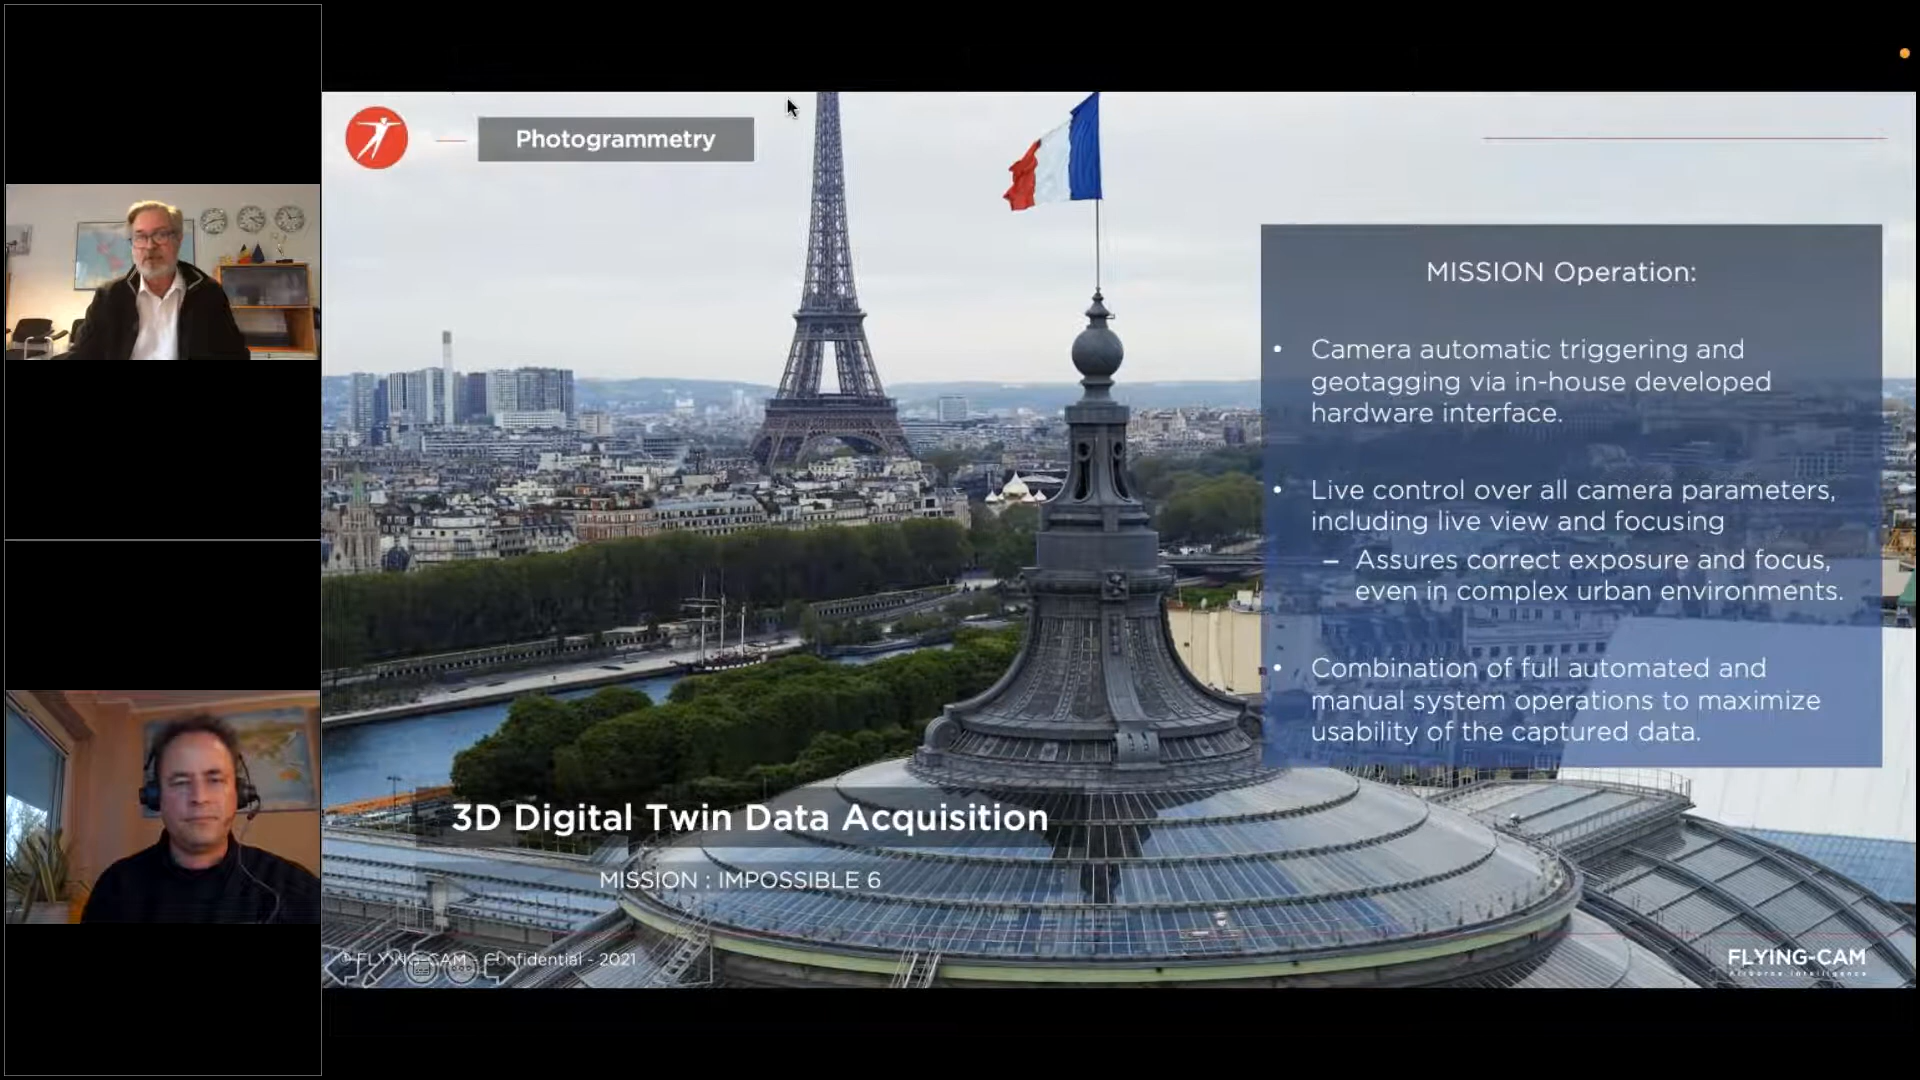 Photogrammetry
MISSION Operation:
• Camera automatic triggering and
geotagging via in-house developed
hardware interface.
• Live control over all camera parameters,
including live view and focusing
– Assures correct exposure and focus,
even in complex urban environments.
• Combination of full automated and
manual system operations to maximize
usability of the captured data.
3D Digital Twin Data Acquisition
MISSION : IMPOSSIBLE 6
© FLYING-CAM - Confidential - 2021
FLYING-CAM
Airborne Intelligence